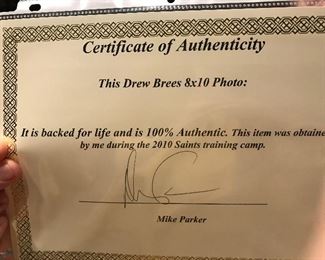 Certificate of Authenticity
This Drew Brees 8x10 Photo:
It is backed for life and is 100% Authentic. This item was obtaine
by me during the 2010 Saints training camp.
Mike Parker